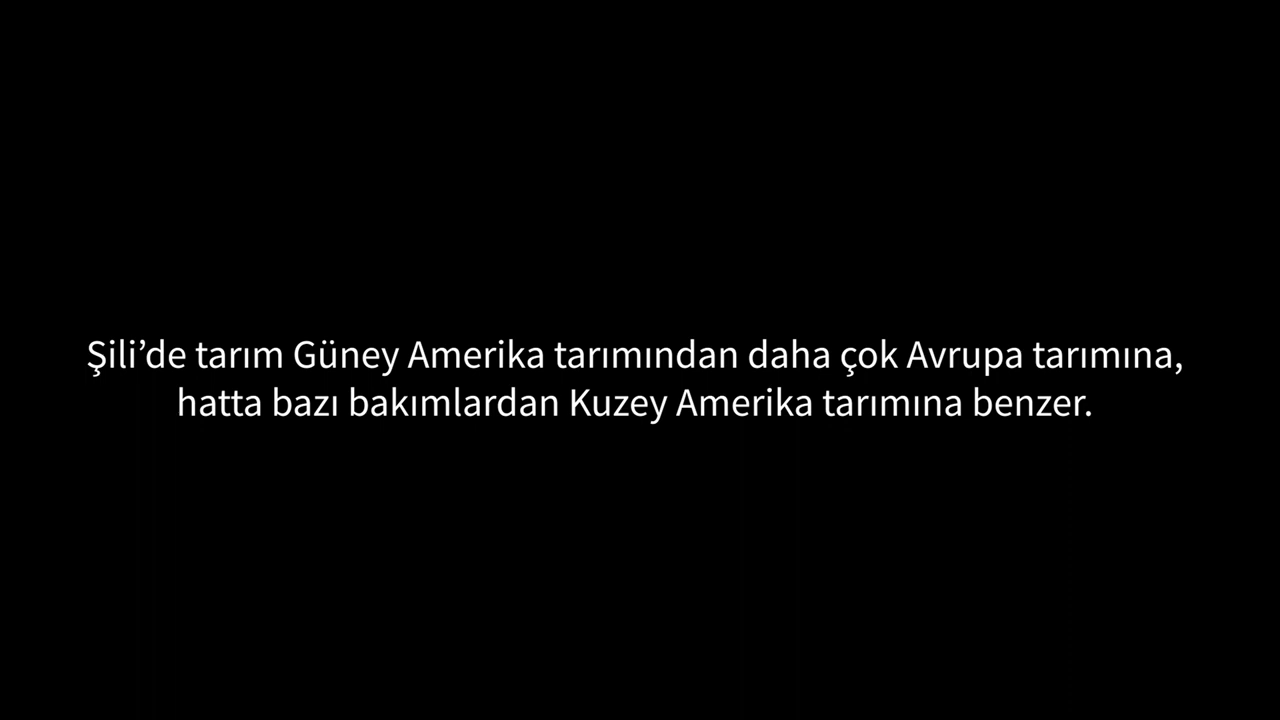 Şili’de tarım Güney Amerika tarımından daha çok Avrupa tarımına,
hatta bazı bakımlardan Kuzey Amerika tarımına benzer.